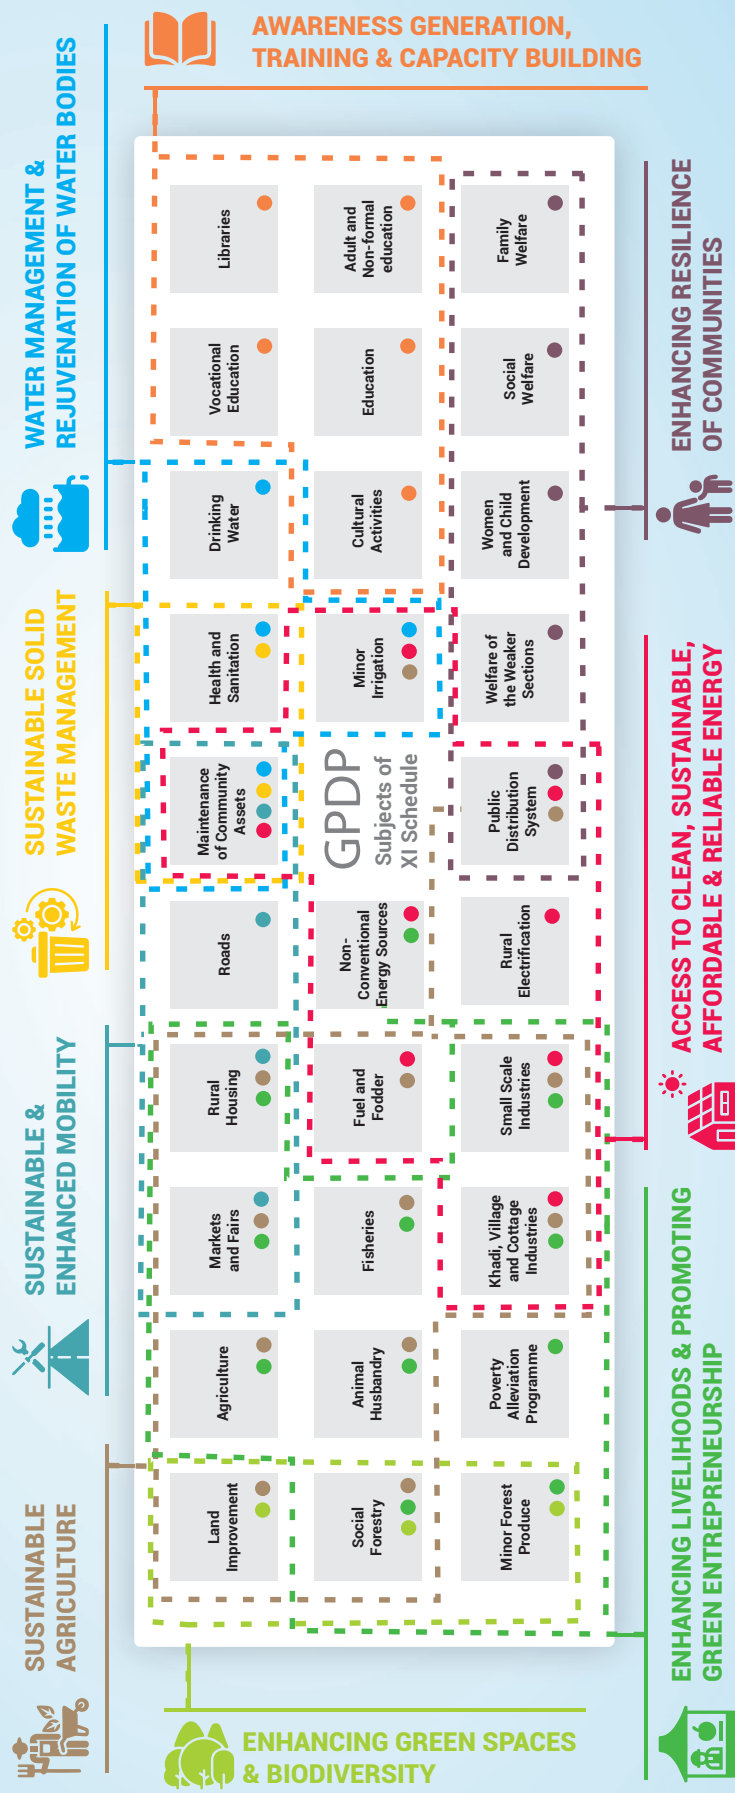 AWARENESS GENERATION,
TRAINING & CAPACITY BUILDING
WATER MANAGEMENT &
REJUVENATION OF WATER BODIES
SUSTAINABLE SOLID
WASTE MANAGEMENT
SUSTAINABLE &
ENHANCED MOBILITY
SUSTAINABLE
AGRICULTURE
Libraries
Adult and
Non-formal
education
Family
Welfare
Vocational
Education
Education
Social
Welfare
Drinking
Water
Cultural
Activities
Women
and Child
Development
Health and
Sanitation
Minor
Irrigation
Welfare of
the Weaker
Sections
Maintenance
of Community
Assets
GPDP
Subjects of
XI Schedule
Public
Distribution
System
Roads
Non-
Conventional
Energy Sources
Rural
Electrification
Rural
Housing
Fuel and
Fodder
Small Scale
Industries
Markets
and Fairs
Fisheries
Khadi, Village
and Cottage
Industries
Agriculture
Animal
Husbandry
Poverty
Alleviation
Programme
Land
Improvement
Social
Forestry
Minor Forest
Produce
ENHANCING RESILIENCE
OF COMMUNITIES
ACCESS TO CLEAN, SUSTAINABLE,
AFFORDABLE & RELIABLE ENERGY
ENHANCING LIVELIHOODS & PROMOTING
GREEN ENTREPRENEURSHIP
ENHANCING GREEN SPACES
& BIODIVERSITY